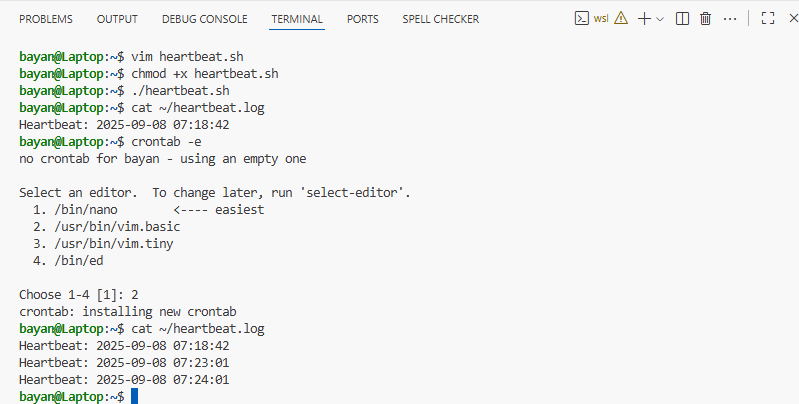 PROBLEMS OUTPUT DEBUG CONSOLE TERMINAL PORTS SPELL CHECKER wsl
bayan@Laptop:~$ vim heartbeat.sh
bayan@Laptop:~$ chmod +x heartbeat.sh
bayan@Laptop:~$ ./heartbeat.sh
bayan@Laptop:~$ cat ~/heartbeat.log
Heartbeat: 2025-09-08 07:18:42
bayan@Laptop:~$ crontab -e
no crontab for bayan - using an empty one

Select an editor.  To change later, run 'select-editor'.
  1. /bin/nano        <---- easiest
  2. /usr/bin/vim.basic
  3. /usr/bin/vim.tiny
  4. /bin/ed

Choose 1-4 [1]: 2
crontab: installing new crontab
bayan@Laptop:~$ cat ~/heartbeat.log
Heartbeat: 2025-09-08 07:18:42
Heartbeat: 2025-09-08 07:23:01
Heartbeat: 2025-09-08 07:24:01
bayan@Laptop:~$